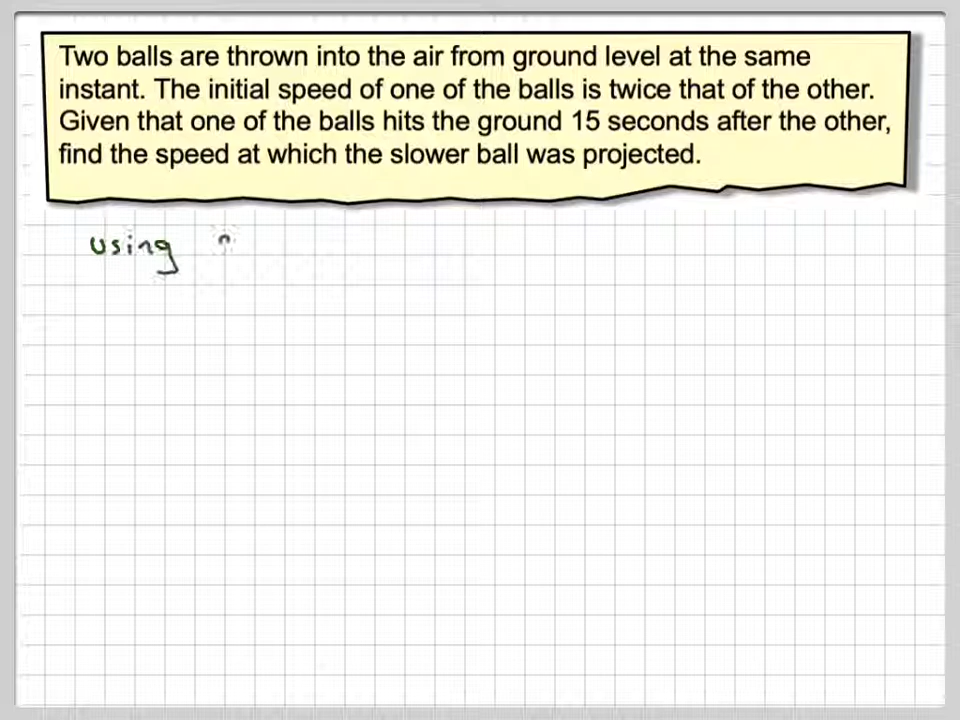 Two balls are thrown into the air from ground level at the same
instant. The initial speed of one of the balls is twice that of the other.
Given that one of the balls hits the ground 15 seconds after the other,
find the speed at which the slower ball was projected.
using